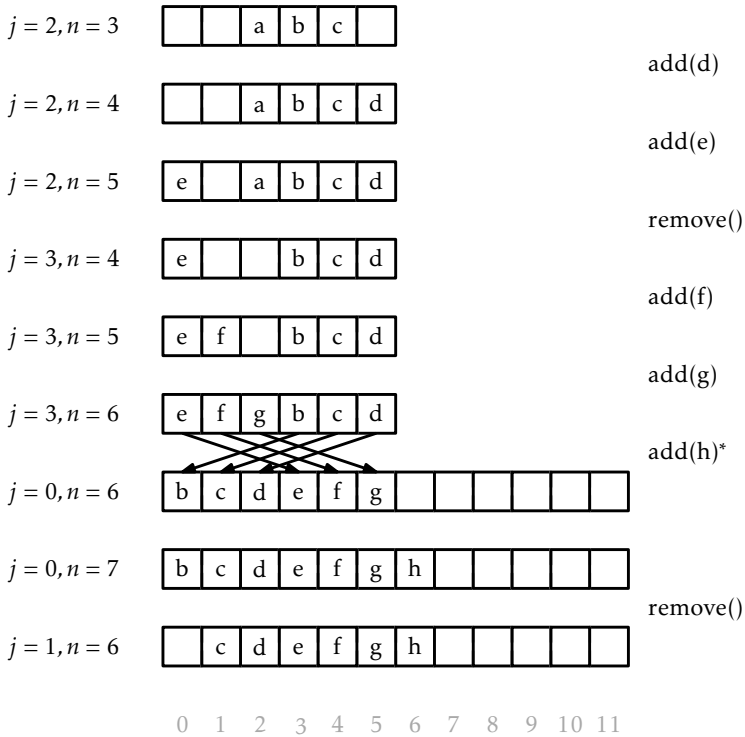 j = 2, n = 3 a b c
add(d)
j = 2, n = 4 a b c d
add(e)
j = 2, n = 5 e a b c d
remove()
j = 3, n = 4 e b c d
add(f)
j = 3, n = 5 e f b c d
add(g)
j = 3, n = 6 e f g b c d
add(h)*
j = 0, n = 6 b c d e f g
j = 0, n = 7 b c d e f g h
remove()
j = 1, n = 6 c d e f g h
0 1 2 3 4 5 6 7 8 9 10 11